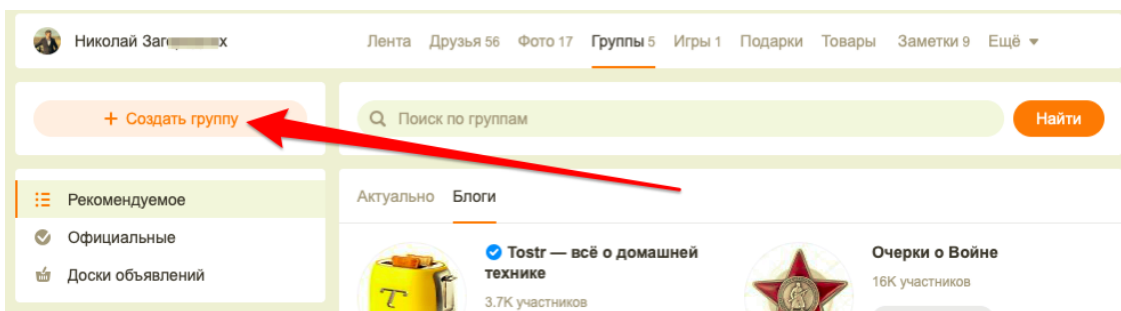 Николай
Лента Друзья 56 Фото 17 Группы 5 Игры 1 Подарки Товары Заметки 9 Ещё
+ Создать группу
Поиск по группам
Найти
Рекомендуемое
Официальные
Доски объявлений
Актуально Блоги
Tostr — всё о домашней
технике
3.7K участников
Очерки о Войне
16K участников